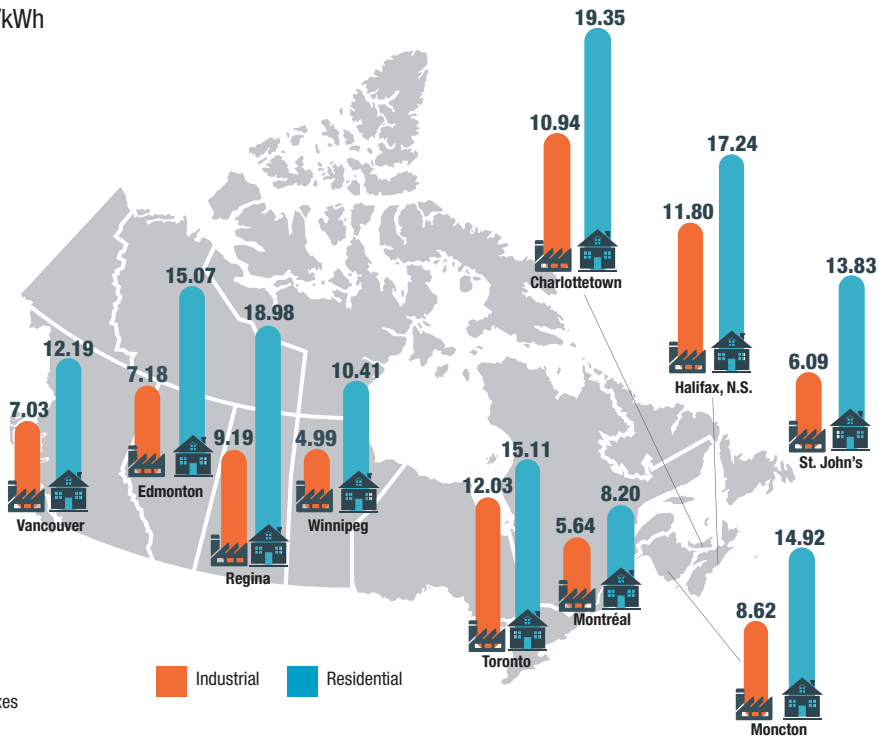 /kWh
19.35
10.94
Charlottetown
17.24
11.80
Halifax, N.S.
13.83
6.09
St. John's
15.07
7.18
Edmonton
18.98
9.19
Regina
12.19
7.03
Vancouver
10.41
4.99
Winnipeg
15.11
12.03
Toronto
8.20
5.64
Montréal
14.92
8.62
Moncton
Industrial
Residential
xes